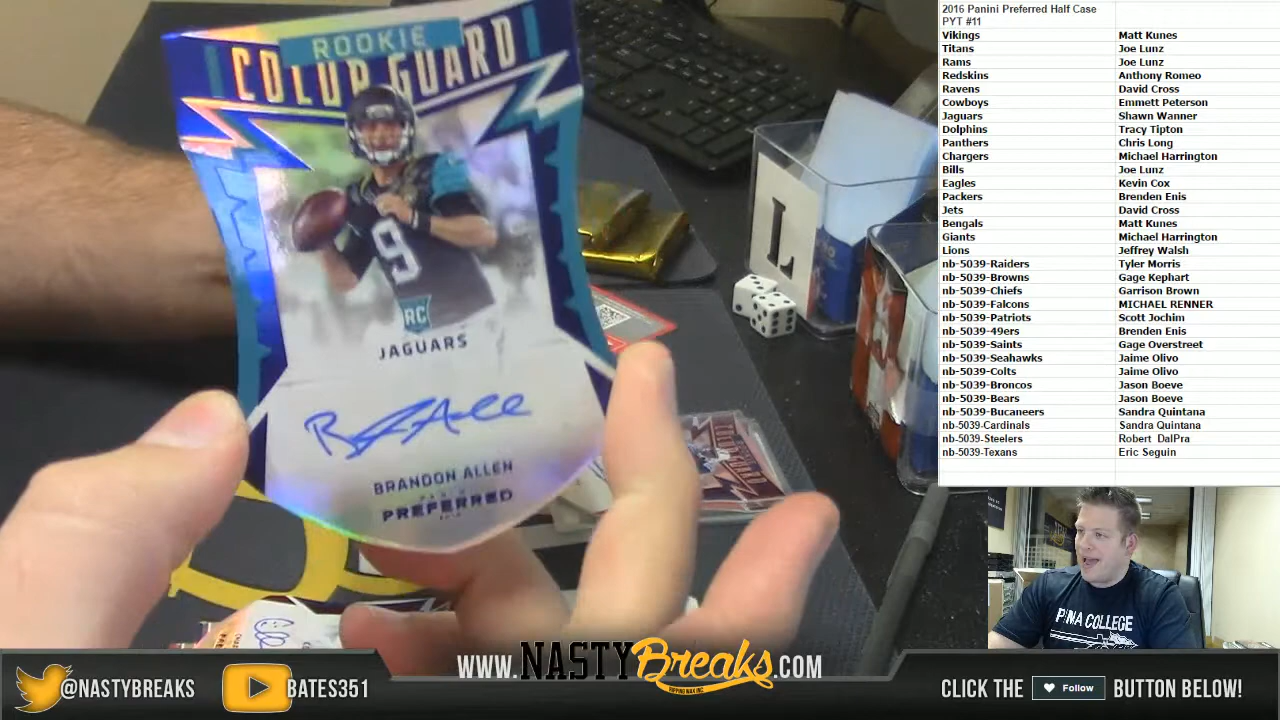 ROOKIE
COLOR GUARD
9
RC
JAGUARS
BRANDON ALLEN
PANINI
PREFERRED
L
2016 Panini Preferred Half Case
PYT #11
Vikings Matt Kunes
Titans Joe Lunz
Rams Joe Lunz
Redskins Anthony Romeo
Ravens David Cross
Cowboys Emmett Peterson
Jaguars Shawn Wanner
Dolphins Tracy Tipton
Panthers Chris Long
Chargers Michael Harrington
Bills Joe Lunz
Eagles Kevin Cox
Packers Brenden Enis
Jets David Cross
Bengals Matt Kunes
Giants Michael Harrington
Lions Jeffrey Walsh
nb-5039-Raiders Tyler Morris
nb-5039-Browns Gage Kephart
nb-5039-Chiefs Garrison Brown
nb-5039-Falcons MICHAEL RENNER
nb-5039-Patriots Scott Jochim
nb-5039-49ers Brenden Enis
nb-5039-Saints Gage Overstreet
nb-5039-Seahawks Jaime Olivo
nb-5039-Colts Jaime Olivo
nb-5039-Broncos Jason Boeve
nb-5039-Bears Jason Boeve
nb-5039-Bucaneers Sandra Quintana
nb-5039-Cardinals Sandra Quintana
nb-5039-Steelers Robert DalPra
nb-5039-Texans Eric Seguin
COLLEGE
@NASTYBREAKS
BATES351
WWW.NASTYBreaks.COM
RIPPING WAX INC.
CLICK THE Follow BUTTON BELOW!